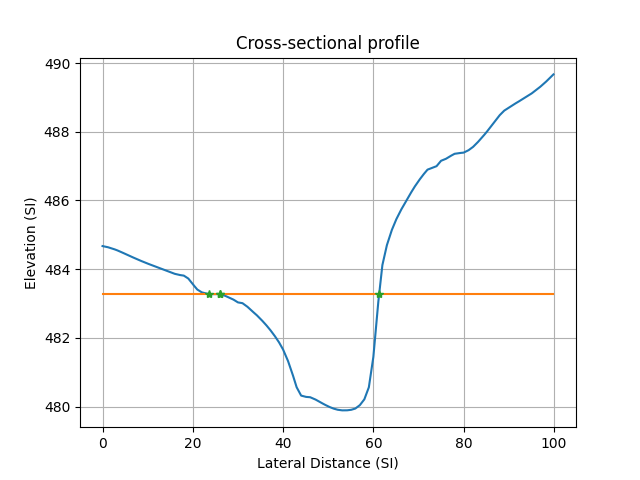 Cross-sectional profile
490
488
486
484
482
480
Elevation (SI)
0 20 40 60 80 100
Lateral Distance (SI)